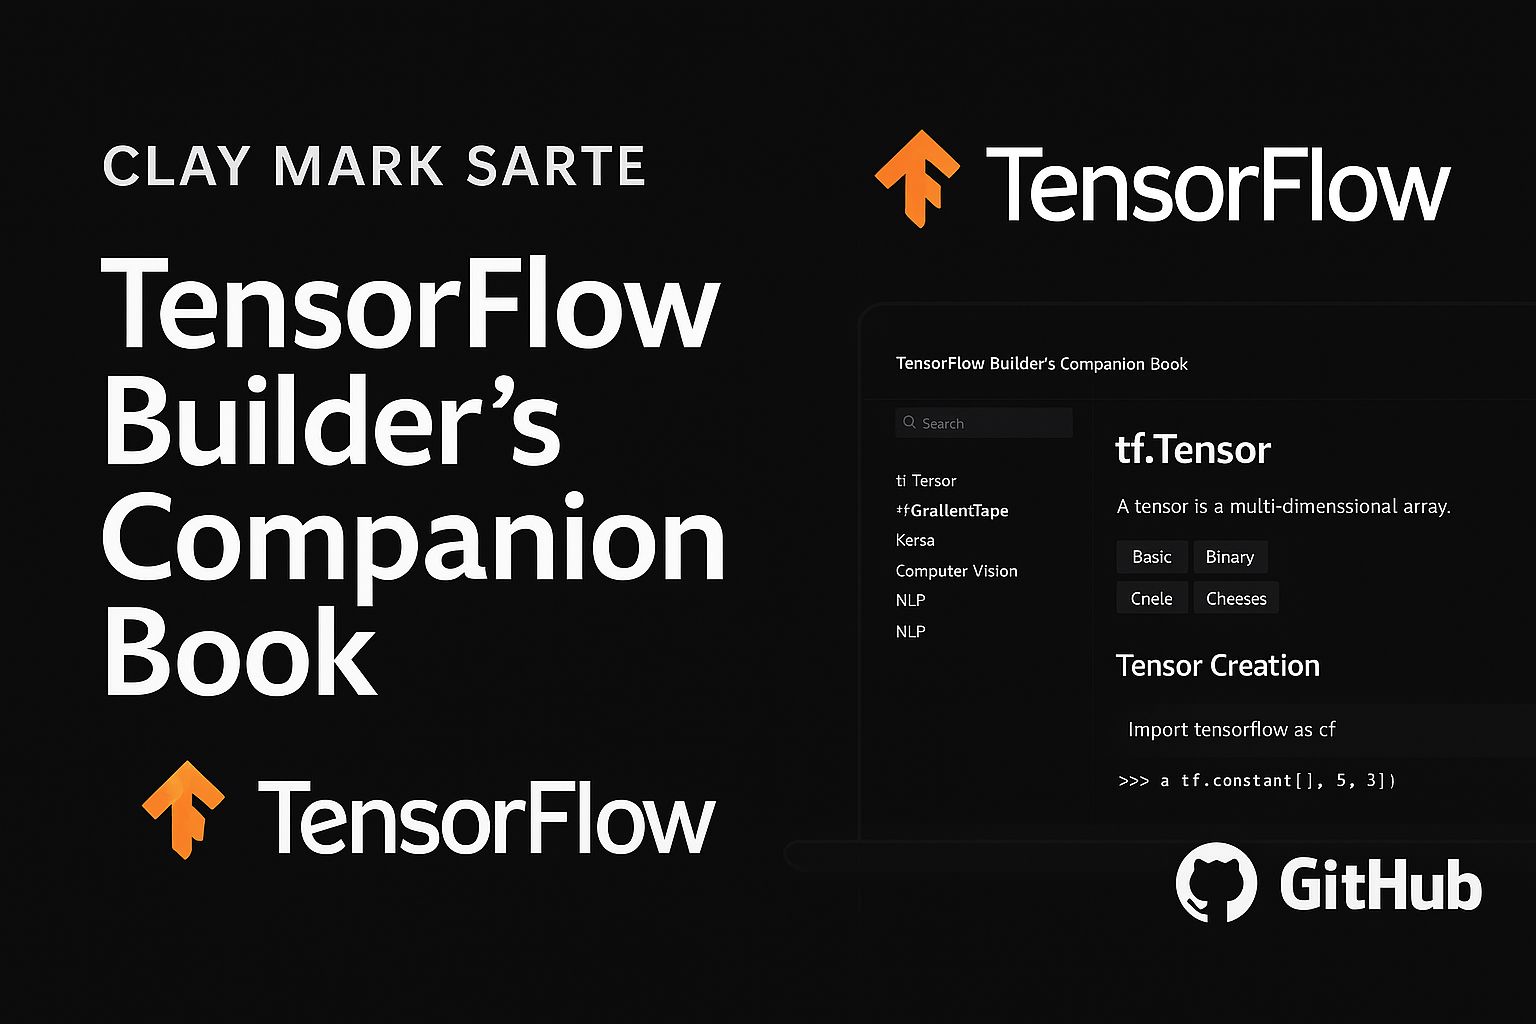 CLAY MARK SARTE
TensorFlow
Builder's
Companion
Book
TensorFlow
TensorFlow
TensorFlow Builder's Companion Book
Search
ti Tersor
#fGrallentTape
Kersa
Computer Vision
NLP
NLP
tf.Tensor
A tensor is a multi-dimenssional array.
Basic
Binary
Cnele
Cheeses
Tensor Creation
Import tensorflow as cf
>>> a tf.constant[], 5, 3])
GitHub